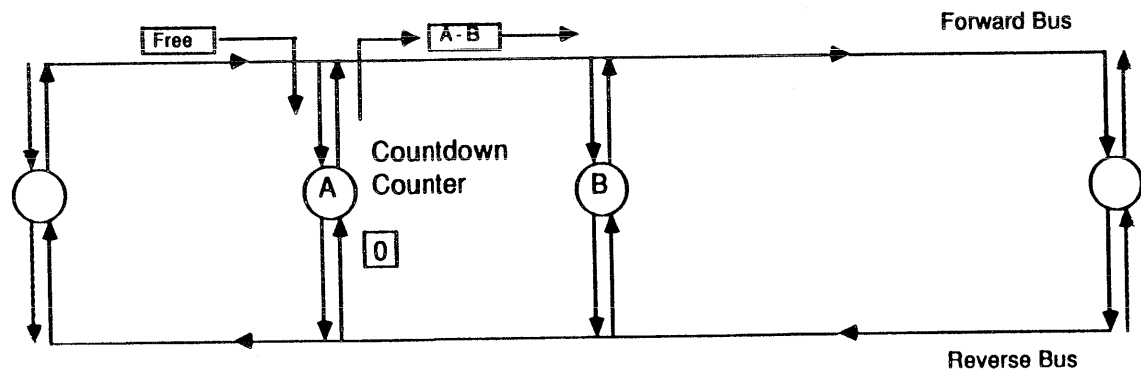 Forward Bus
Free
A-B
Countdown
Counter
A
B
0
Reverse Bus